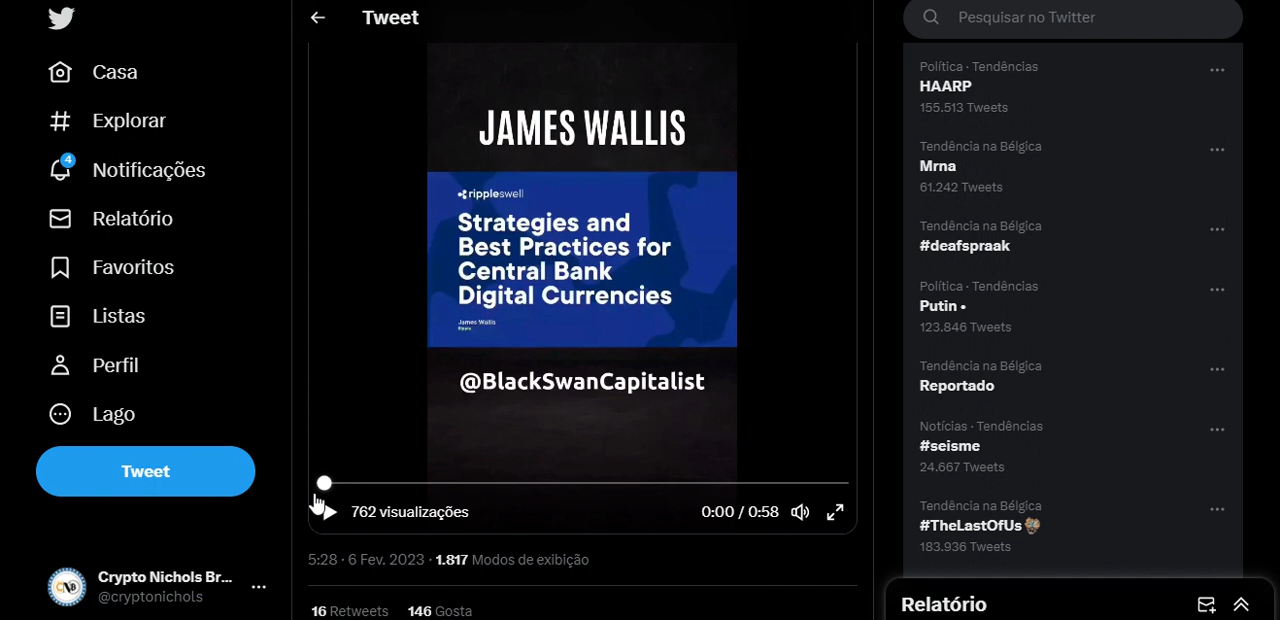 Casa
Explorar
4
Notificações
Relatório
Favoritos
Listas
Perfil
Lago
Tweet
Crypto Nichols Br...
@cryptonichols
Tweet
JAMES WALLIS
rippleswell
Strategies and
Best Practices for
Central Bank
Digital Currencies
James Wallis
Ripple
@BlackSwanCapitalist
762 visualizações
0:00 / 0:58
5:28 · 6 Fev. 2023 · 1.817 Modos de exibição
16 Retweets 146 Gosta
Pesquisar no Twitter
Política · Tendências
HAARP
155.513 Tweets
Tendência na Bélgica
Mrna
61.242 Tweets
Tendência na Bélgica
#deafspraak
Política · Tendências
Putin •
123.846 Tweets
Tendência na Bélgica
Reportado
Notícias · Tendências
#seisme
24.667 Tweets
Tendência na Bélgica
#TheLastOfUs
183.936 Tweets
Relatório